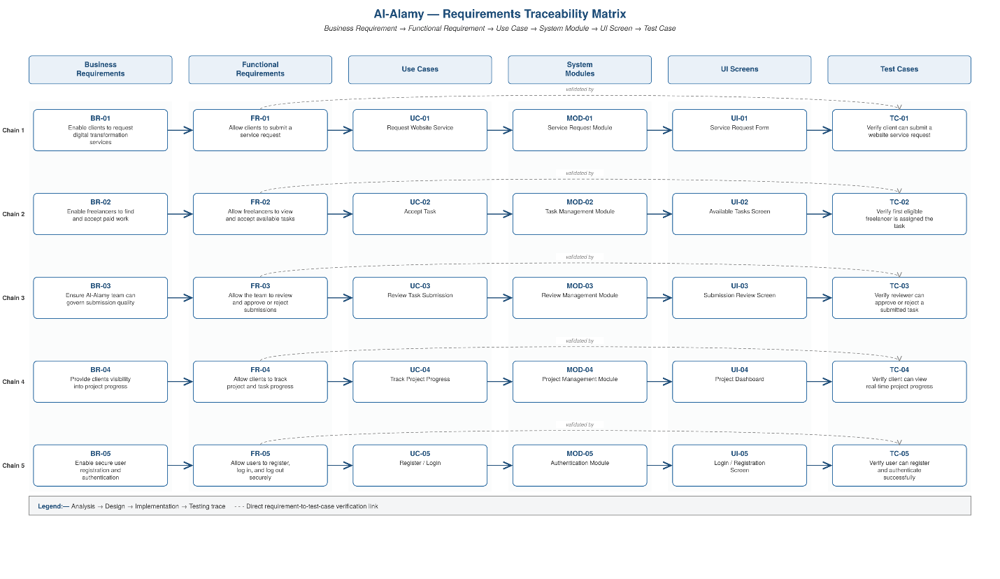 AI-Alamy — Requirements Traceability Matrix
Business Requirement → Functional Requirement → Use Case → System Module → UI Screen → Test Case
Business
Requirements
Functional
Requirements
Use Cases
System
Modules
UI Screens
Test Cases
validated by
Chain 1
BR-01
Enable clients to request
digital transformation
services
FR-01
Allow clients to submit a
service request
UC-01
Request Website Service
MOD-01
Service Request Module
UI-01
Service Request Form
TC-01
Verify client can submit a
website service request
validated by
Chain 2
BR-02
Enable freelancers to find
and accept paid work
FR-02
Allow freelancers to view
and accept available tasks
UC-02
Accept Task
MOD-02
Task Management Module
UI-02
Available Tasks Screen
TC-02
Verify first eligible
freelancer is assigned the
task
validated by
Chain 3
BR-03
Ensure AI-Alamy team can
govern submission quality
FR-03
Allow the team to review
and approve or reject
submissions
UC-03
Review Task Submission
MOD-03
Review Management Module
UI-03
Submission Review Screen
TC-03
Verify reviewer can
approve or reject a
submitted task
validated by
Chain 4
BR-04
Provide clients visibility
into project progress
FR-04
Allow clients to track
project and task progress
UC-04
Track Project Progress
MOD-04
Project Management Module
UI-04
Project Dashboard
TC-04
Verify client can view
real-time project progress
validated by
Chain 5
BR-05
Enable secure user
registration and
authentication
FR-05
Allow users to register,
log in, and log out
securely
UC-05
Register / Login
MOD-05
Authentication Module
UI-05
Login / Registration
Screen
TC-05
Verify user can register
and authenticate
successfully
Legend:— Analysis → Design → Implementation → Testing trace - - - Direct requirement-to-test-case verification link